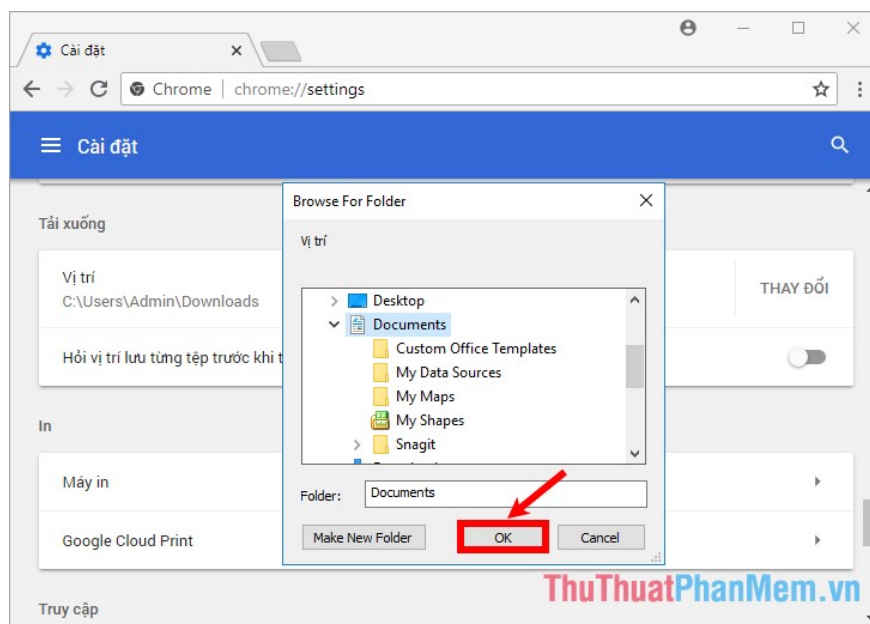 Cài đặt
Chrome | chrome://settings
Cài đặt
Browse For Folder
Tải xuống
Vị trí
Vị trí
C:\Users\Admin\Downloads
THAY ĐỔI
Desktop
Documents
Custom Office Templates
My Data Sources
My Maps
My Shapes
Snagit
Hỏi vị trí lưu từng tệp trước khi t
In
Folder: Documents
Máy in
Make New Folder OK Cancel
Google Cloud Print
ThuThuatPhanMem.vn
Truy cập